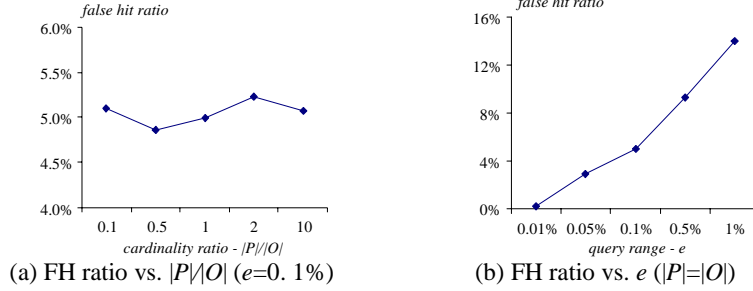 false hit ratio
6.0%
5.5%
5.0%
4.5%
4.0%
0.1 0.5 1 2 10
cardinality ratio - |P|/|O|
(a) FH ratio vs. |P|/|O| (e=0. 1%)
false hit ratio
16%
12%
8%
4%
0%
0.01% 0.05% 0.1% 0.5% 1%
query range - e
(b) FH ratio vs. e (|P|=|O|)